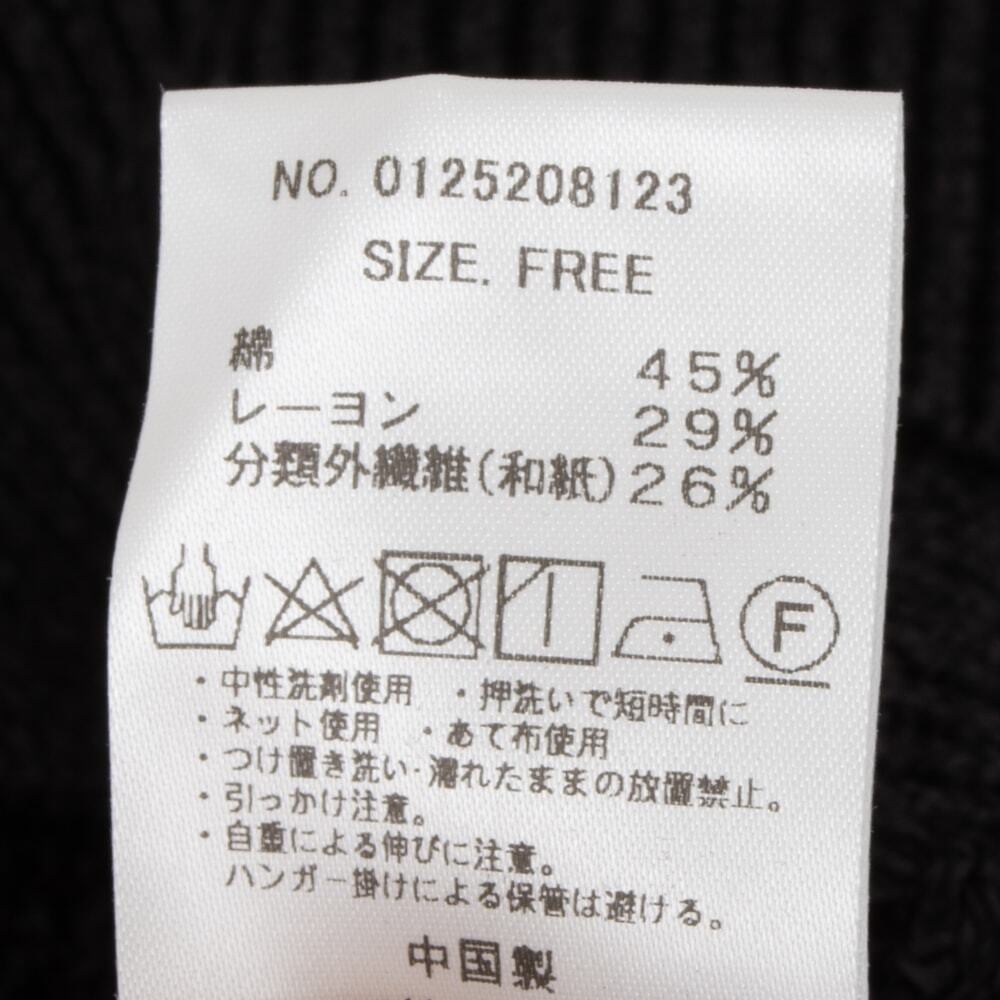 NO. 0125208123
SIZE. FREE
綿 45%
レーヨン 29%
分類外繊維(和紙) 26%
F
・中性洗剤使用 ・押洗いで短時間に
・ネット使用 ・あて布使用
・つけ置き洗い・濡れたままの放置禁止。
・引っかけ注意。
・自重による伸びに注意。
ハンガー掛けによる保管は避ける。
中国製